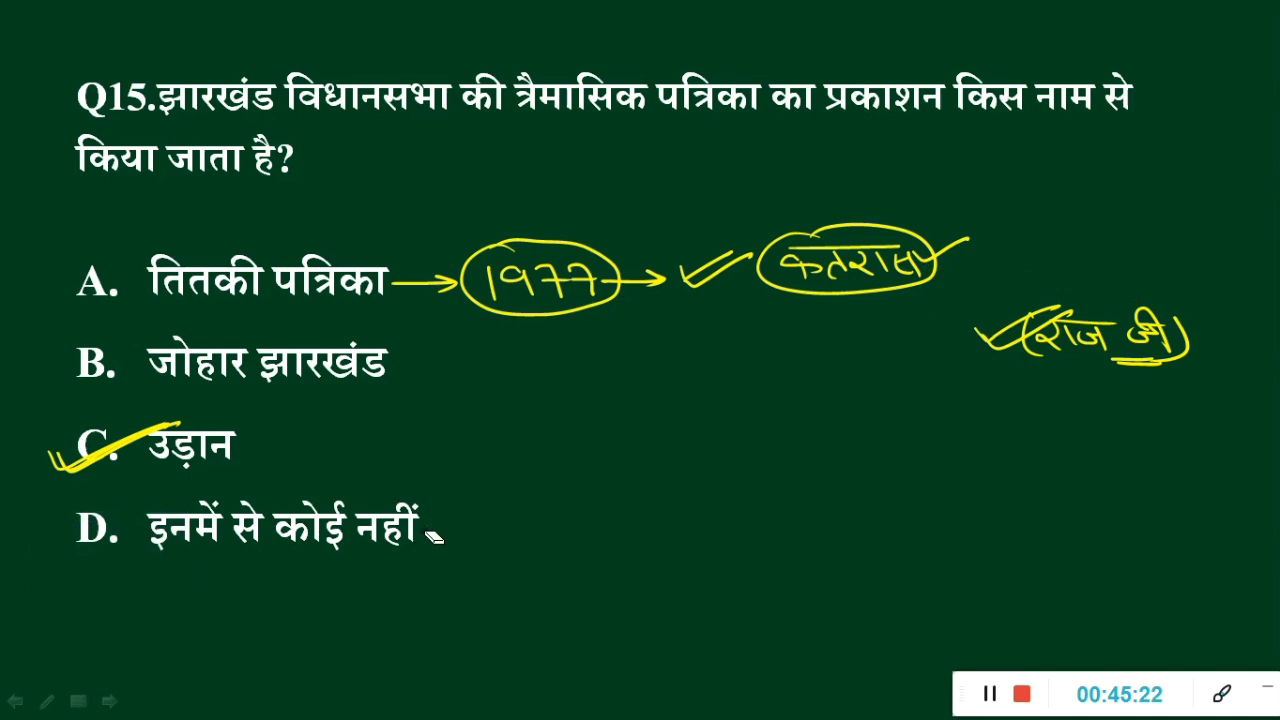 Q15.झारखंड विधानसभा की त्रैमासिक पत्रिका का प्रकाशन किस नाम से
किया जाता है?
A. तितकी पत्रिका → 1977 → कतरास
(राज जी)
B. जोहार झारखंड
C. उड़ान
D. इनमें से कोई नहीं
00:45:22